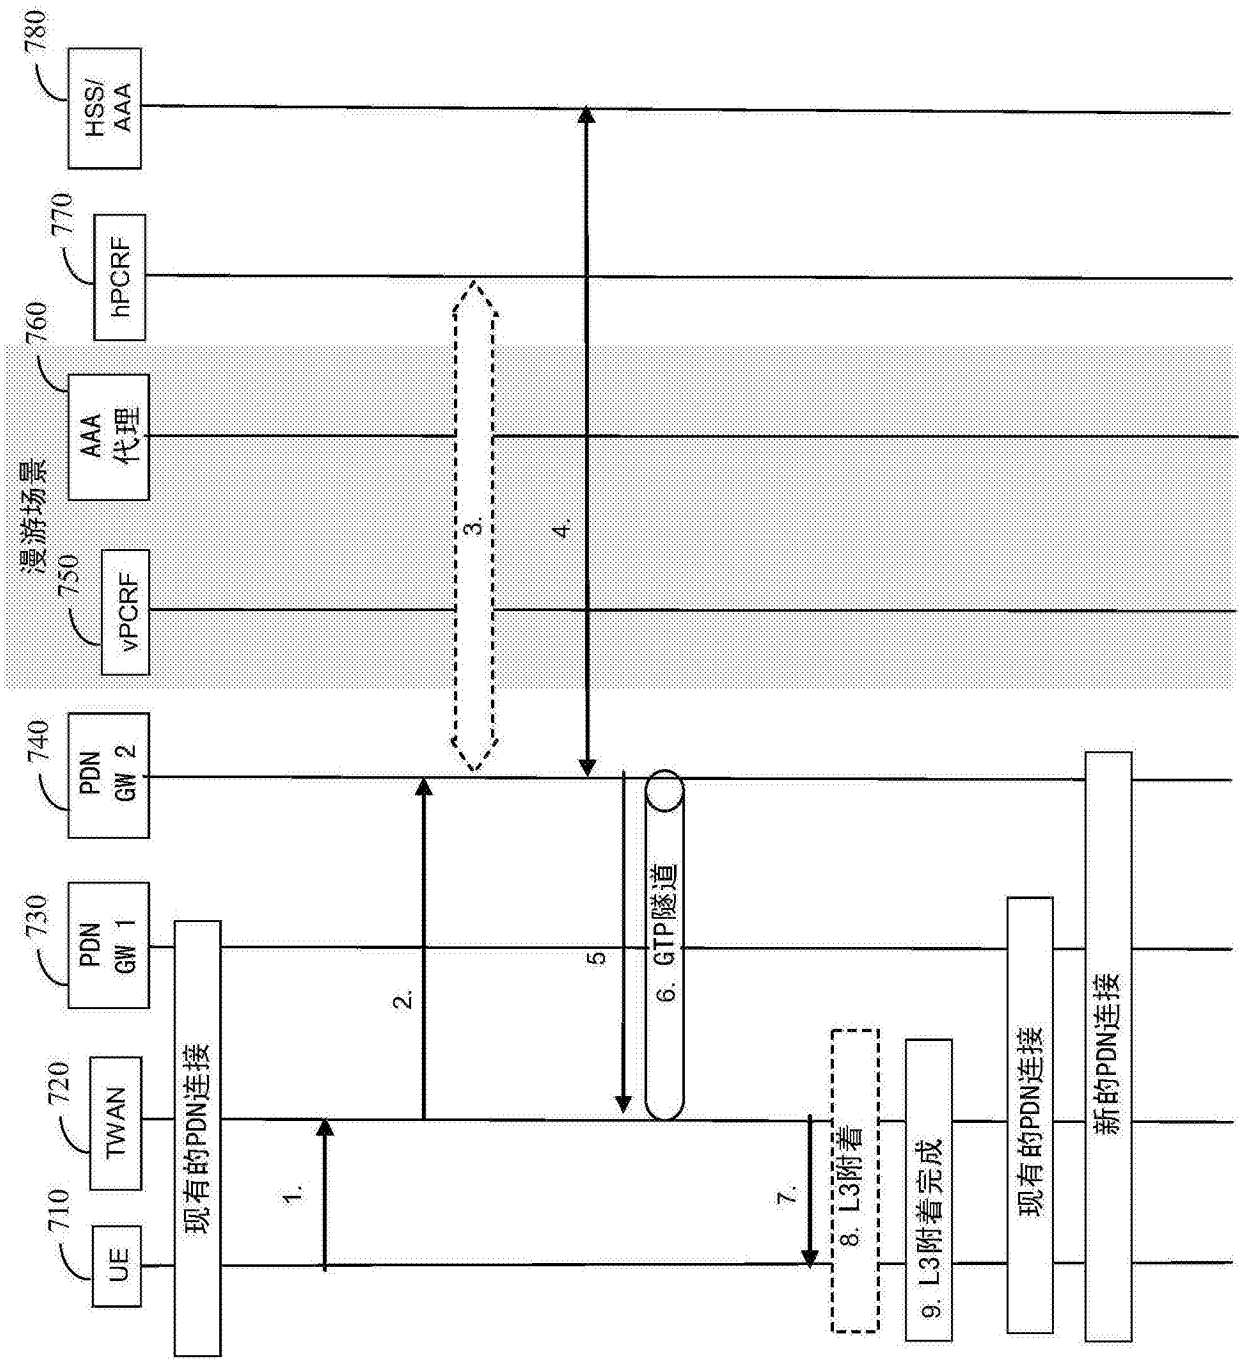 漫游场景
710
720
730
740
750
760
770
780
UE
TWAN
PDN
GW 1
PDN
GW 2
vPCRF
AAA
代理
hPCRF
HSS/
AAA
现有的PDN连接
1.
2.
3.
4.
5
6. GTP隧道
7.
8. L3附着
9. L3附着完成
现有的PDN连接
新的PDN连接